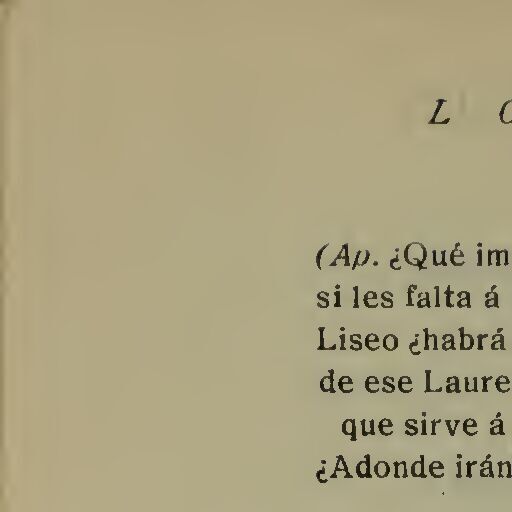 L
(Ap. ¿Qué im
si les falta á
Liseo ¿habrá
de ese Laure
que sirve á
¿Adonde irán